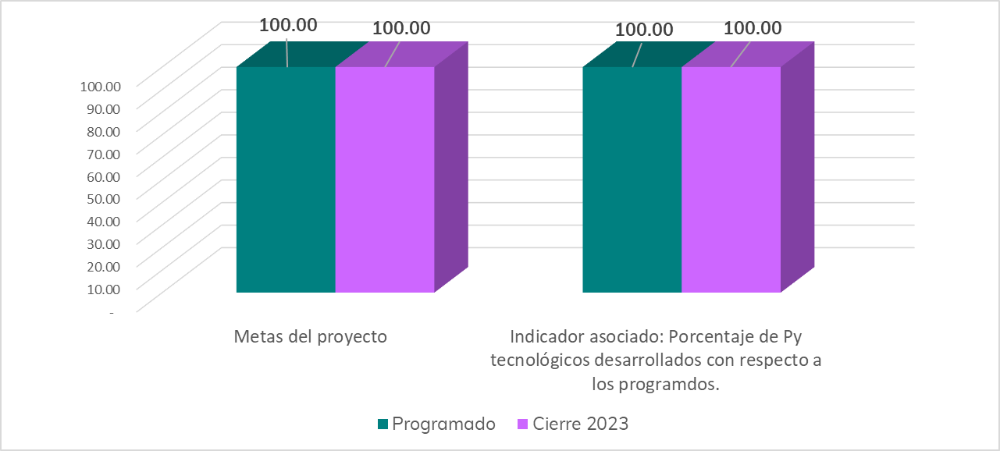 100.00
100.00
100.00
100.00
100.00
90.00
80.00
70.00
60.00
50.00
40.00
30.00
20.00
10.00
-
Metas del proyecto
Indicador asociado: Porcentaje de Py
tecnológicos desarrollados con respecto a
los programdos.
Programado
Cierre 2023